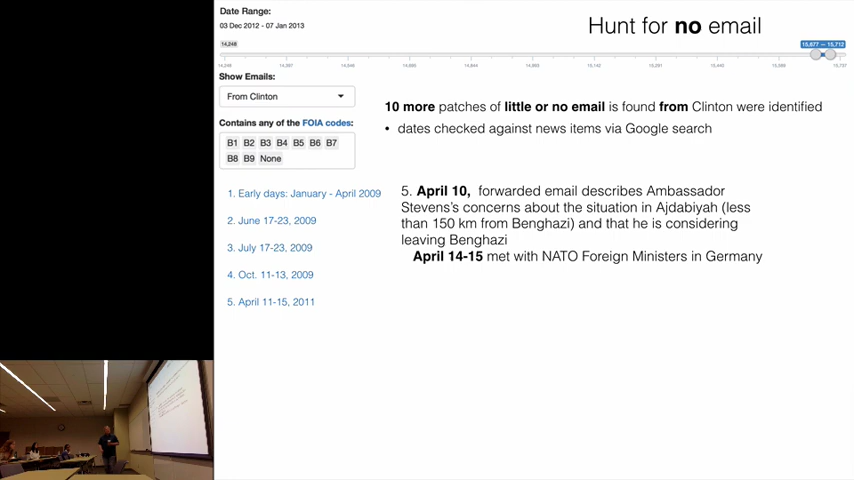 Date Range:
03 Dec 2012 - 07 Jan 2013
Hunt for no email
14,248
15,677 — 15,712
Show Emails:
From Clinton
10 more patches of little or no email is found from Clinton were identified
• dates checked against news items via Google search
Contains any of the FOIA codes:
B1 B2 B3 B4 B5 B6 B7
B8 B9 None
1. Early days: January - April 2009
2. June 17-23, 2009
3. July 17-23, 2009
4. Oct. 11-13, 2009
5. April 11-15, 2011
5. April 10, forwarded email describes Ambassador
Stevens's concerns about the situation in Ajdabiyah (less
than 150 km from Benghazi) and that he is considering
leaving Benghazi
April 14-15 met with NATO Foreign Ministers in Germany